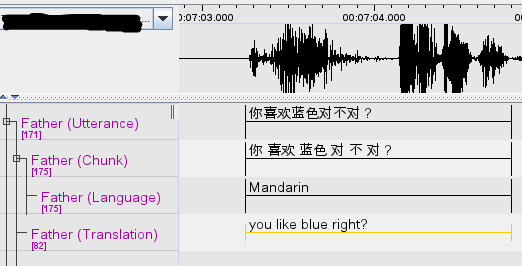 0:07:03.000 00:07:04.000
你喜欢蓝色对不对？
Father (Utterance)
[171]
你 喜欢 蓝色 对 不 对？
Father (Chunk)
[175]
Mandarin
Father (Language)
[175]
you like blue right?
Father (Translation)
[82]